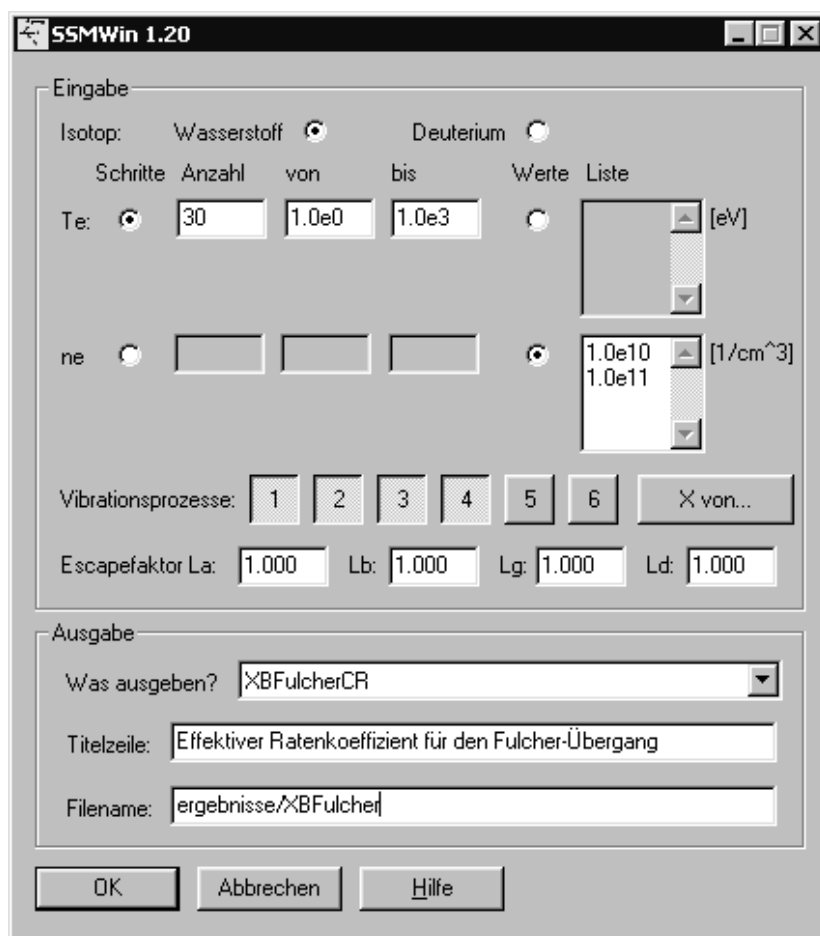 SSMWin 1.20
Eingabe
Isotop: Wasserstoff Deuterium
Schritte Anzahl von bis Werte Liste
Te: 30 1.0e0 1.0e3 [eV]
ne 1.0e10 [1/cm^3]
1.0e11
Vibrationsprozesse: 1 2 3 4 5 6 X von...
Escapefaktor La: 1.000 Lb: 1.000 Lg: 1.000 Ld: 1.000
Ausgabe
Was ausgeben? XBFulcherCR
Titelzeile: Effektiver Ratenkoeffizient für den Fulcher-Übergang
Filename: ergebnisse/XBFulcher
OK Abbrechen Hilfe